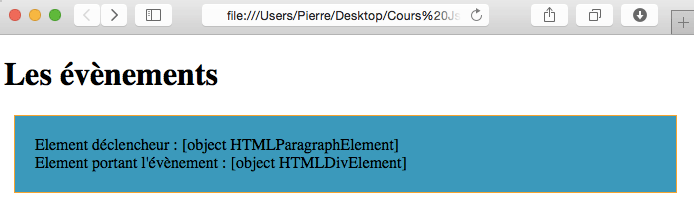 file:///Users/Pierre/Desktop/Cours%20Js
Les évènements
Element déclencheur : [object HTMLParagraphElement]
Element portant l'évènement : [object HTMLDivElement]